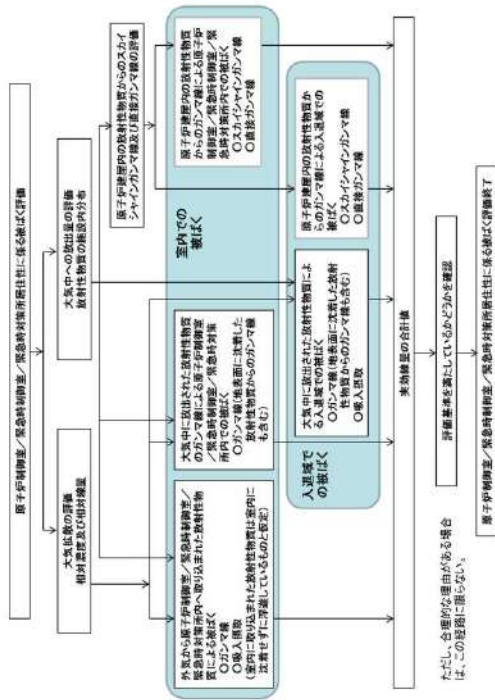 原子炉制御室／緊急時制御室／緊急時対策所居住性に係る被ばく評価
大気拡散の評価
相対濃度及び相対線量
大気中への放出量の評価
放射性物質の施設内分布
原子炉建屋内の放射性物質からのスカイ
シャインガンマ線及び直接ガンマ線の評価
室内での被ばく
外気から原子炉制御室／緊急時制御室／
緊急時対策所内へ取り込まれた放射性物
質による被ばく
○ガンマ線
○吸入摂取
(室内に取り込まれた放射性物質は室内に
沈着せずに浮遊しているものと仮定)
大気中に放出された放射性物質
のガンマ線による原子炉制御室
／緊急時制御室／緊急時対策
所内での被ばく
○ガンマ線(地表面に沈着した
放射性物質からのガンマ線
も含む)
原子炉建屋内の放射性物質
からのガンマ線による原子炉
制御室／緊急時制御室／緊
急時対策所内での被ばく
○スカイシャインガンマ線
○直接ガンマ線
入退域で
の被ばく
大気中に放出された放射性物質によ
る入退域での被ばく
○ガンマ線(地表面に沈着した放射
性物質からのガンマ線も含む)
○吸入摂取
原子炉建屋内の放射性物質か
らのガンマ線による入退域での
被ばく
○スカイシャインガンマ線
○直接ガンマ線
実効線量の合計値
ただし、合理的な理由がある場合
は、この経路に限らない。
評価基準を満たしているかどうかを確認
原子炉制御室／緊急時制御室／緊急時対策所居住性に係る被ばく評価終了